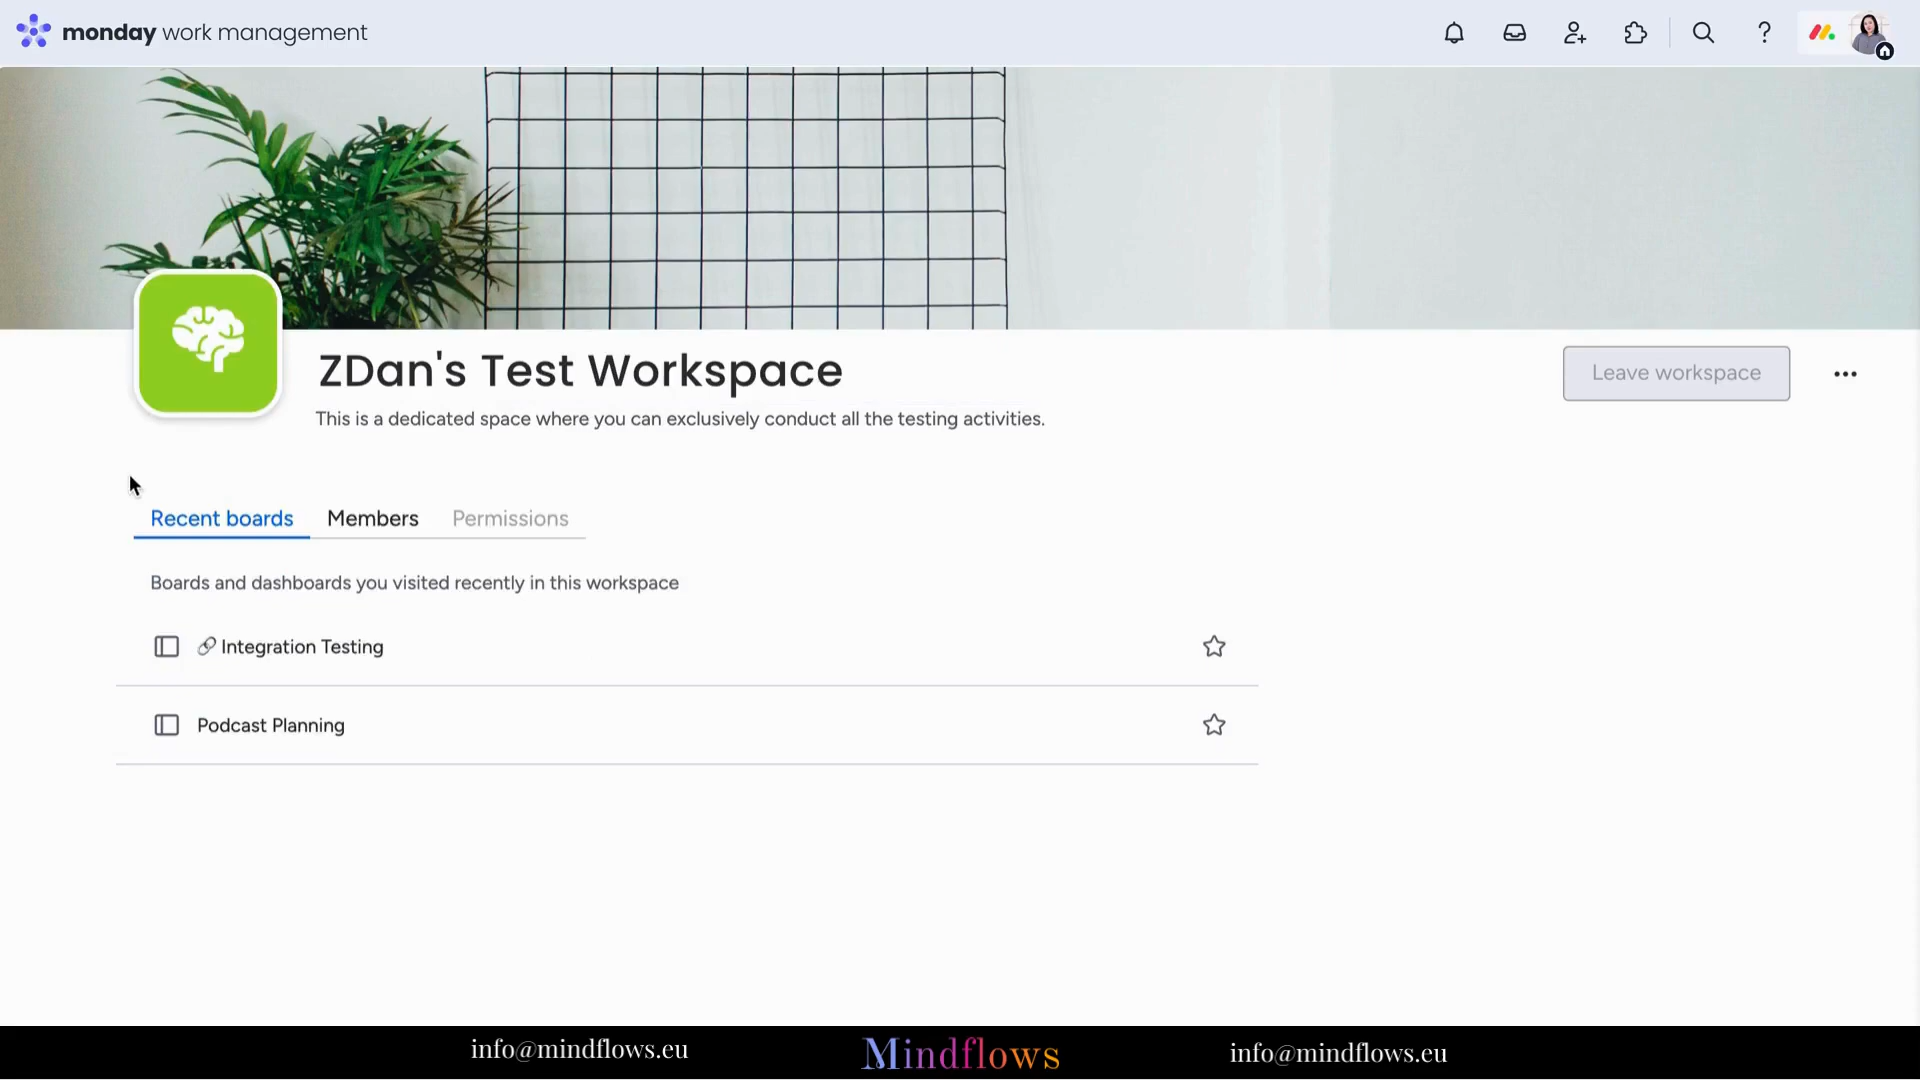 monday work management
ZDan's Test Workspace
Leave workspace
This is a dedicated space where you can exclusively conduct all the testing activities.
Recent boards
Members
Permissions
Boards and dashboards you visited recently in this workspace
Integration Testing
Podcast Planning
info@mindflows.eu
Mindflows
info@mindflows.eu